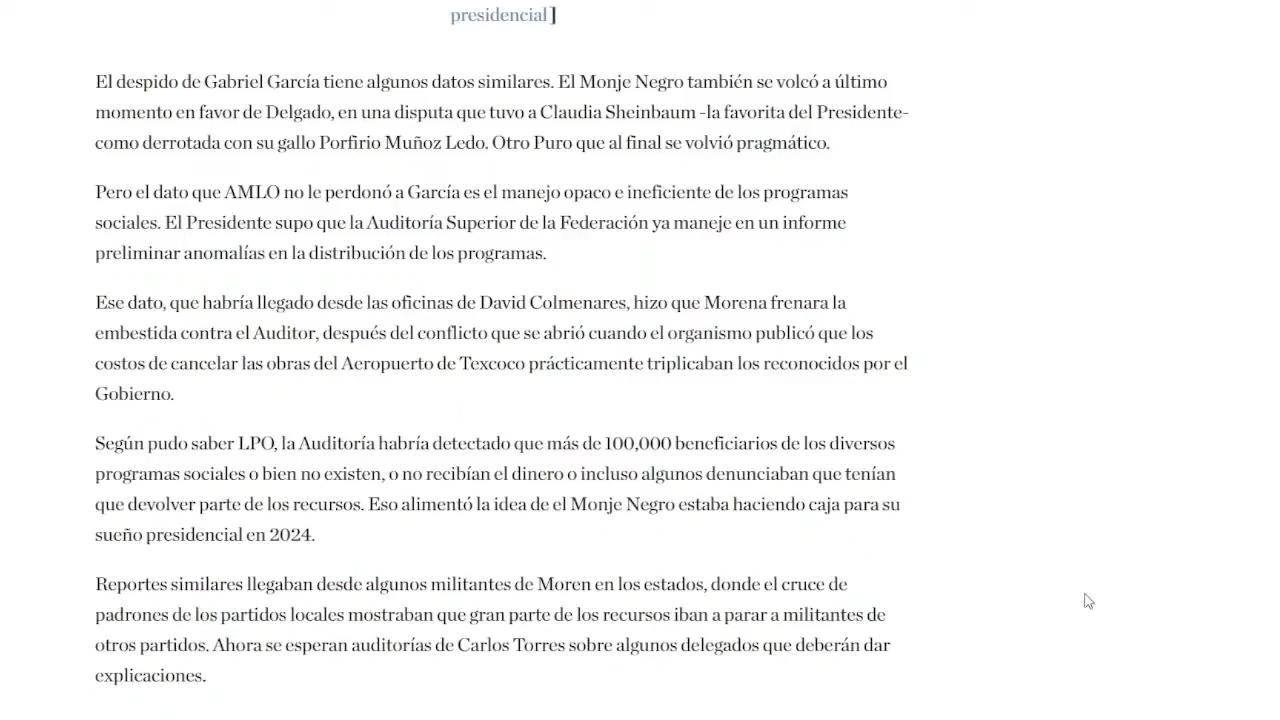 presidencial]
El despido de Gabriel García tiene algunos datos similares. El Monje Negro también se volcó a último
momento en favor de Delgado, en una disputa que tuvo a Claudia Sheinbaum -la favorita del Presidente-
como derrotada con su gallo Porfirio Muñoz Ledo. Otro Puro que al final se volvió pragmático.
Pero el dato que AMLO no le perdonó a García es el manejo opaco e ineficiente de los programas
sociales. El Presidente supo que la Auditoría Superior de la Federación ya maneje en un informe
preliminar anomalías en la distribución de los programas.
Ese dato, que habría llegado desde las oficinas de David Colmenares, hizo que Morena frenara la
embestida contra el Auditor, después del conflicto que se abrió cuando el organismo publicó que los
costos de cancelar las obras del Aeropuerto de Texcoco prácticamente triplicaban los reconocidos por el
Gobierno.
Según pudo saber LPO, la Auditoría habría detectado que más de 100,000 beneficiarios de los diversos
programas sociales o bien no existen, o no recibían el dinero o incluso algunos denunciaban que tenían
que devolver parte de los recursos. Eso alimentó la idea de el Monje Negro estaba haciendo caja para su
sueño presidencial en 2024.
Reportes similares llegaban desde algunos militantes de Moren en los estados, donde el cruce de
padrones de los partidos locales mostraban que gran parte de los recursos iban a parar a militantes de
otros partidos. Ahora se esperan auditorías de Carlos Torres sobre algunos delegados que deberán dar
explicaciones.